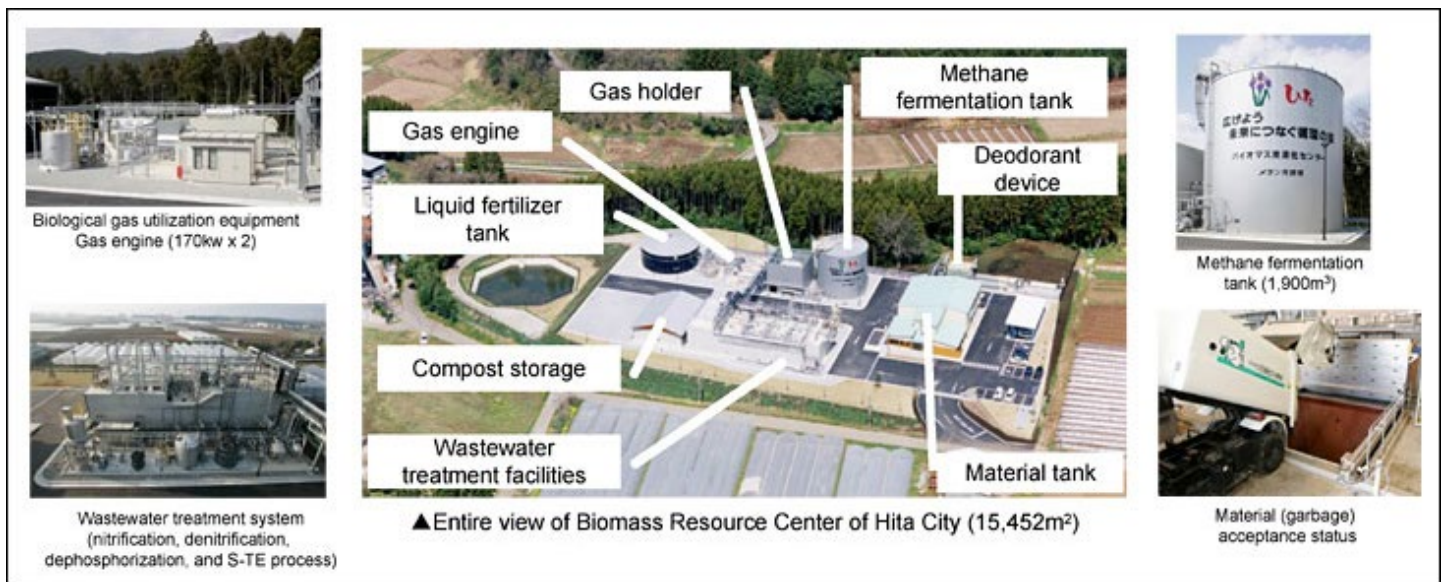 Biological gas utilization equipment
Gas engine (170kw x 2)
Wastewater treatment system
(nitrification, denitrification,
dephosphorization, and S-TE process)
Gas holder
Methane
fermentation tank
Gas engine
Deodorant
device
Liquid fertilizer
tank
Compost storage
Wastewater
treatment facilities
Material tank
▲Entire view of Biomass Resource Center of Hita City (15,452m²)
ひた
広げよう
未来につなぐ循環の
バイオマス資源化センター
メタン発酵槽
Methane fermentation
tank (1,900m³)
Material (garbage)
acceptance status